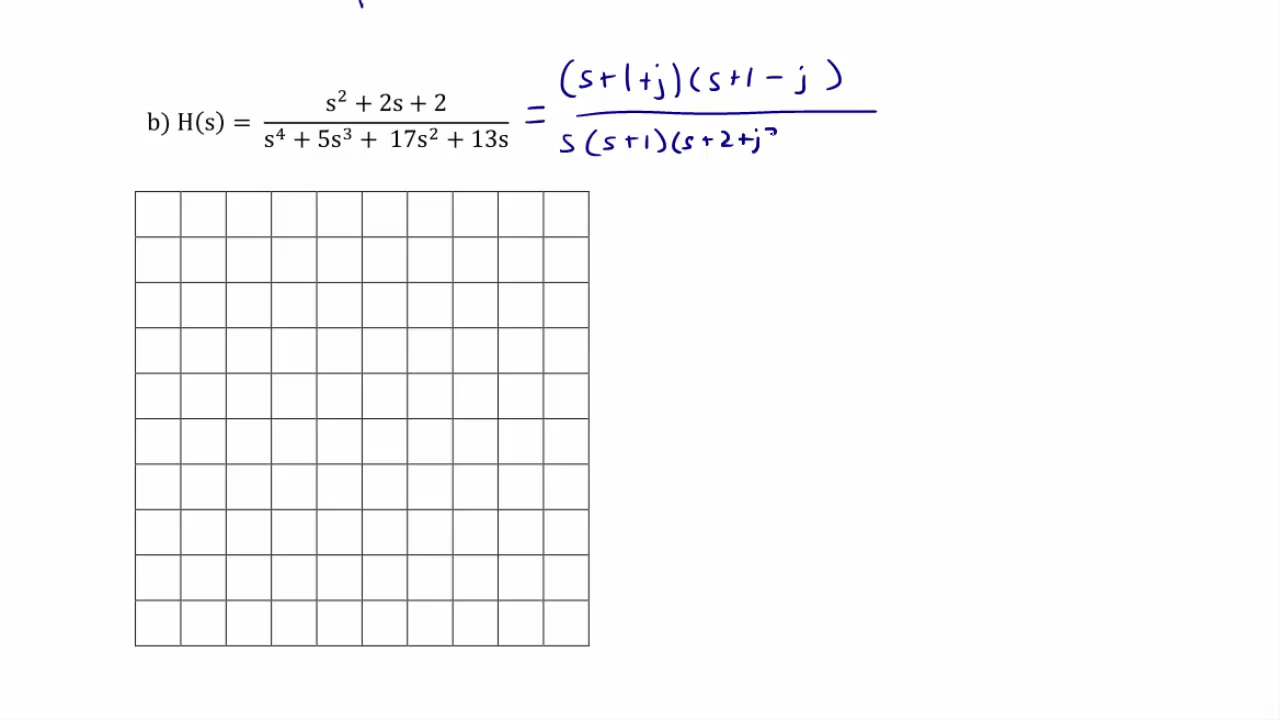 b) H(s) = (s² + 2s + 2)/(s⁴ + 5s³ + 17s² + 13s) = (s+1+j)(s+1-j)/s(s+1)(s+2+j